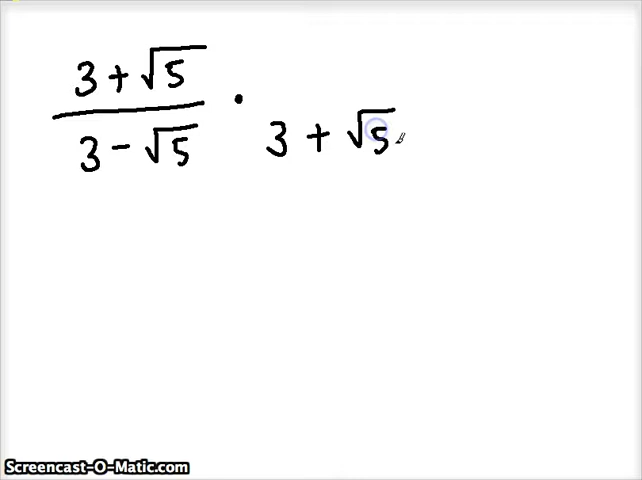 3 + √5
3 - √5 · 3 + √5
Screencast-O-Matic.com